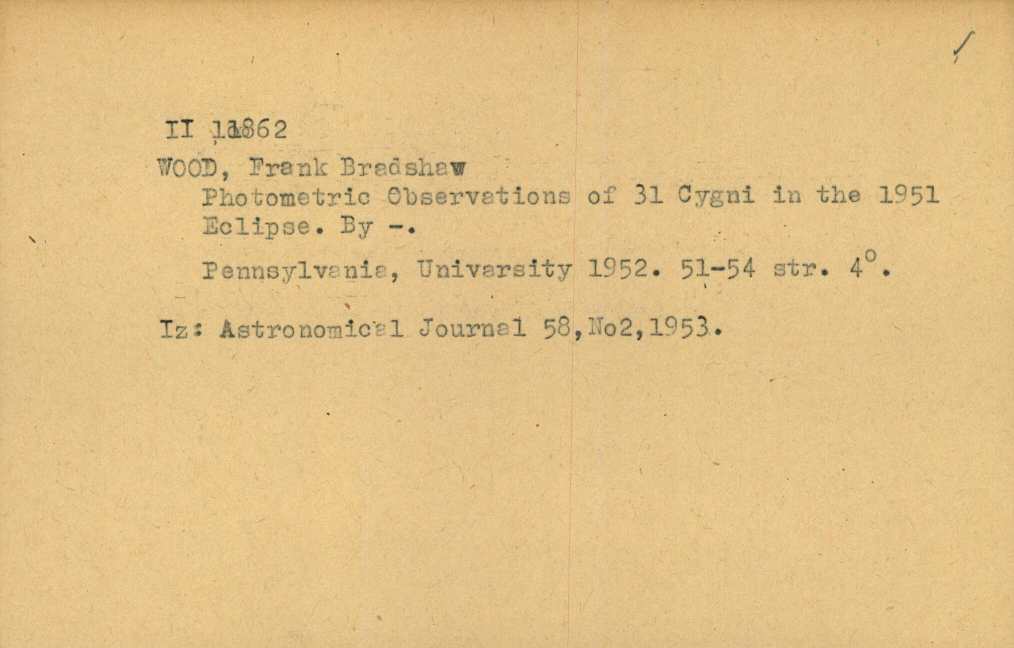 II 11862
WOOD, Frank Bradshaw
Photometric Observations of 31 Cygni in the 1951
Eclipse. By -.
Pennsylvania, University 1952. 51-54 str. 4°.
Iz: Astronomical Journal 58,No2,1953.